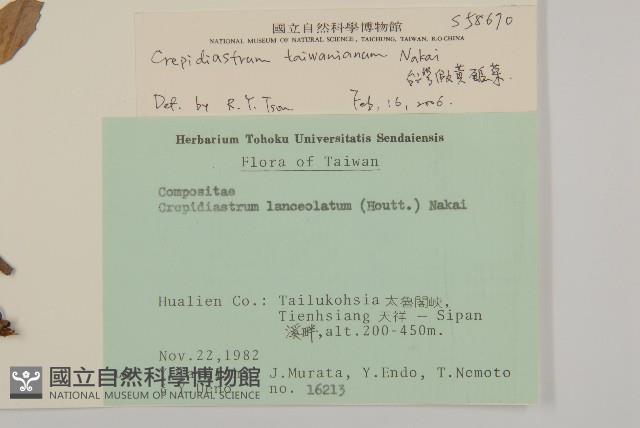 S58670
國立自然科學博物館
NATIONAL MUSEUM OF NATURAL SCIENCE, TAICHUNG, TAIWAN, R.O.CHINA
Crepidiastrum taiwanianum Nakai
台灣假黃鵪菜.
Det. by R. Y. Tsou Feb, 16, 2006.
Herbarium Tohoku Universitatis Sendaiensis
Flora of Taiwan
Compositae
Crepidiastrum lanceolatum (Houtt.) Nakai
Hualien Co.: Tailukohsia 太魯閣峽,
Tienhsiang 天祥 — Sipan
溪畔,alt.200-450m.
Nov.22,1982
J.Murata, Y.Endo, T.Nemoto
no. 16213
國立自然科學博物館
NATIONAL MUSEUM OF NATURAL SCIENCE